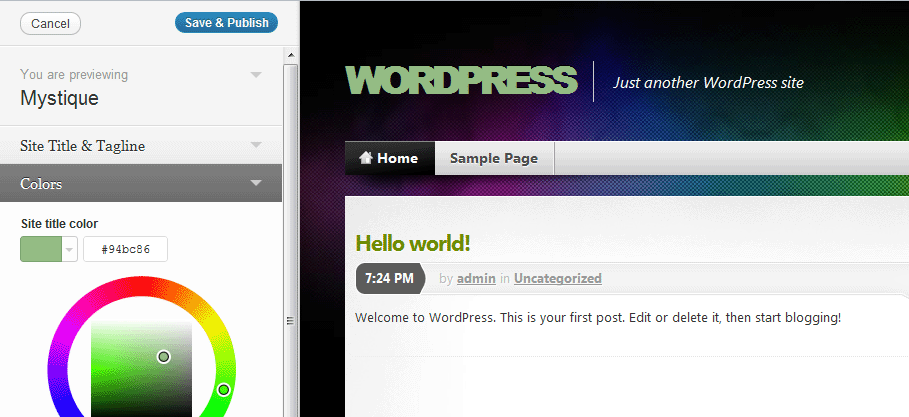 Cancel
Save & Publish
You are previewing
Mystique
Site Title & Tagline
Colors
Site title color
#94bc86
WORDPRESS
Just another WordPress site
Home
Sample Page
Hello world!
7:24 PM by admin in Uncategorized
Welcome to WordPress. This is your first post. Edit or delete it, then start blogging!